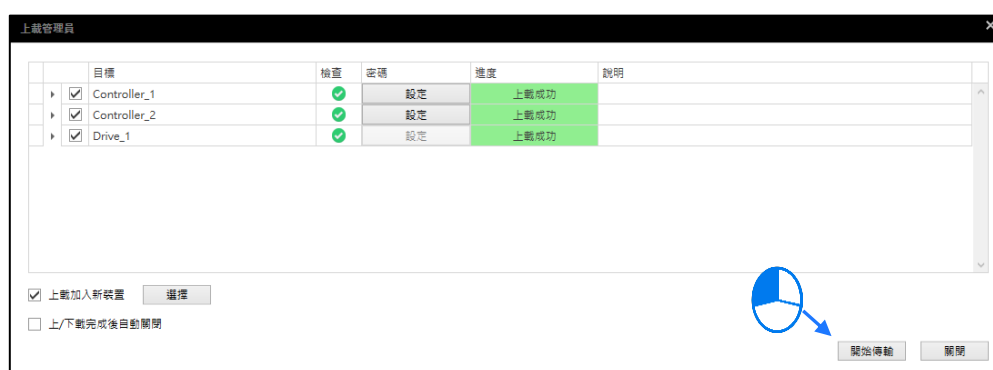 上載管理員
目標 檢查 密碼 進度 說明
Controller_1 設定 上載成功
Controller_2 設定 上載成功
Drive_1 設定 上載成功
上載加入新裝置 選擇
上/下載完成後自動關閉
開始傳輸 關閉